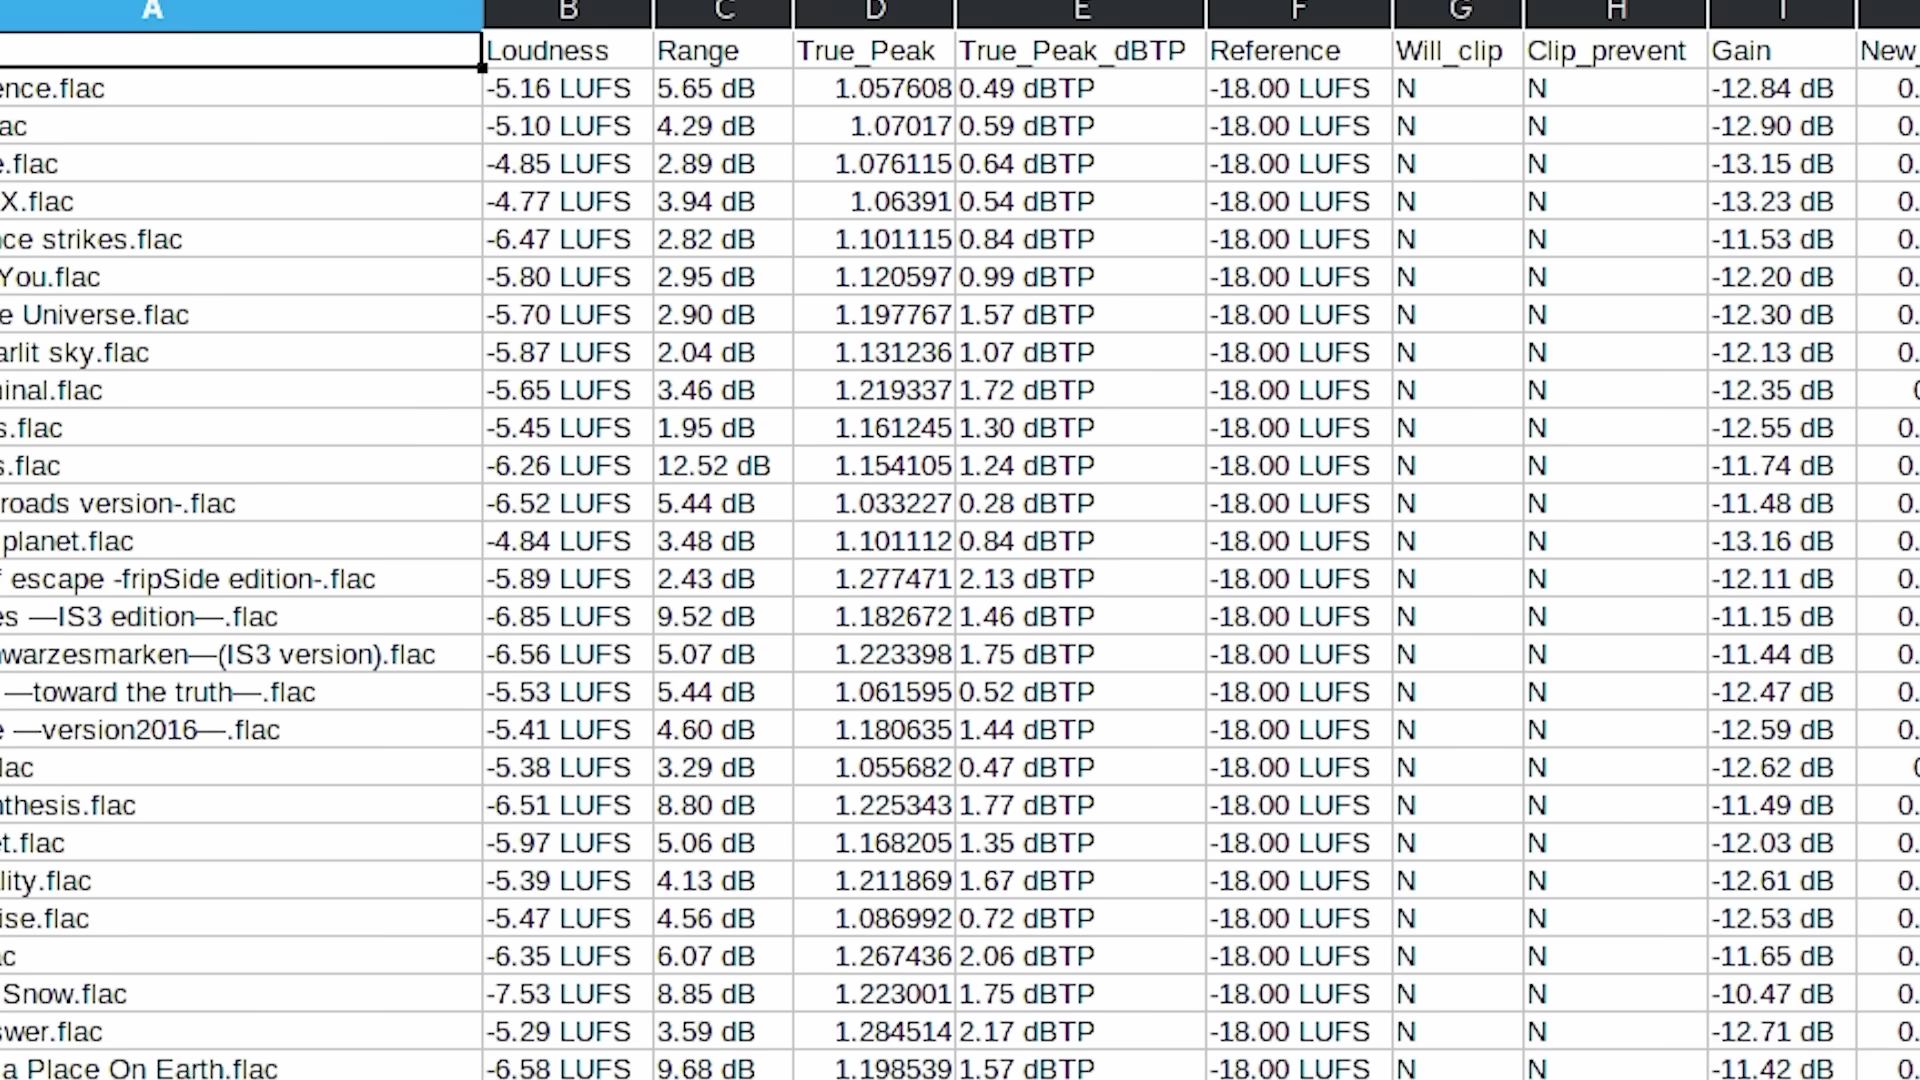 A B C D E F G H I
Loudness Range True_Peak True_Peak_dBTP Reference Will_clip Clip_prevent Gain New_
ence.flac -5.16 LUFS 5.65 dB 1.057608 0.49 dBTP -18.00 LUFS N N -12.84 dB 0.
ac -5.10 LUFS 4.29 dB 1.07017 0.59 dBTP -18.00 LUFS N N -12.90 dB 0.
e.flac -4.85 LUFS 2.89 dB 1.076115 0.64 dBTP -18.00 LUFS N N -13.15 dB 0.
X.flac -4.77 LUFS 3.94 dB 1.06391 0.54 dBTP -18.00 LUFS N N -13.23 dB 0.
nce strikes.flac -6.47 LUFS 2.82 dB 1.101115 0.84 dBTP -18.00 LUFS N N -11.53 dB 0.
You.flac -5.80 LUFS 2.95 dB 1.120597 0.99 dBTP -18.00 LUFS N N -12.20 dB 0.
e Universe.flac -5.70 LUFS 2.90 dB 1.197767 1.57 dBTP -18.00 LUFS N N -12.30 dB 0.
arlit sky.flac -5.87 LUFS 2.04 dB 1.131236 1.07 dBTP -18.00 LUFS N N -12.13 dB 0.
inal.flac -5.65 LUFS 3.46 dB 1.219337 1.72 dBTP -18.00 LUFS N N -12.35 dB 0
s.flac -5.45 LUFS 1.95 dB 1.161245 1.30 dBTP -18.00 LUFS N N -12.55 dB 0.
s.flac -6.26 LUFS 12.52 dB 1.154105 1.24 dBTP -18.00 LUFS N N -11.74 dB 0.
roads version-.flac -6.52 LUFS 5.44 dB 1.033227 0.28 dBTP -18.00 LUFS N N -11.48 dB 0.
planet.flac -4.84 LUFS 3.48 dB 1.101112 0.84 dBTP -18.00 LUFS N N -13.16 dB 0.
f escape -fripSide edition-.flac -5.89 LUFS 2.43 dB 1.277471 2.13 dBTP -18.00 LUFS N N -12.11 dB 0.
es —IS3 edition—.flac -6.85 LUFS 9.52 dB 1.182672 1.46 dBTP -18.00 LUFS N N -11.15 dB 0.
hwarzesmarken—(IS3 version).flac -6.56 LUFS 5.07 dB 1.223398 1.75 dBTP -18.00 LUFS N N -11.44 dB 0.
—toward the truth—.flac -5.53 LUFS 5.44 dB 1.061595 0.52 dBTP -18.00 LUFS N N -12.47 dB 0.
e —version2016—.flac -5.41 LUFS 4.60 dB 1.180635 1.44 dBTP -18.00 LUFS N N -12.59 dB 0.
lac -5.38 LUFS 3.29 dB 1.055682 0.47 dBTP -18.00 LUFS N N -12.62 dB 0
nthesis.flac -6.51 LUFS 8.80 dB 1.225343 1.77 dBTP -18.00 LUFS N N -11.49 dB 0.
et.flac -5.97 LUFS 5.06 dB 1.168205 1.35 dBTP -18.00 LUFS N N -12.03 dB 0.
lity.flac -5.39 LUFS 4.13 dB 1.211869 1.67 dBTP -18.00 LUFS N N -12.61 dB 0.
ise.flac -5.47 LUFS 4.56 dB 1.086992 0.72 dBTP -18.00 LUFS N N -12.53 dB 0.
ac -6.35 LUFS 6.07 dB 1.267436 2.06 dBTP -18.00 LUFS N N -11.65 dB 0.
Snow.flac -7.53 LUFS 8.85 dB 1.223001 1.75 dBTP -18.00 LUFS N N -10.47 dB 0.
swer.flac -5.29 LUFS 3.59 dB 1.284514 2.17 dBTP -18.00 LUFS N N -12.71 dB 0.
a Place On Earth.flac -6.58 LUFS 9.68 dB 1.198539 1.57 dBTP -18.00 LUFS N N -11.42 dB 0.